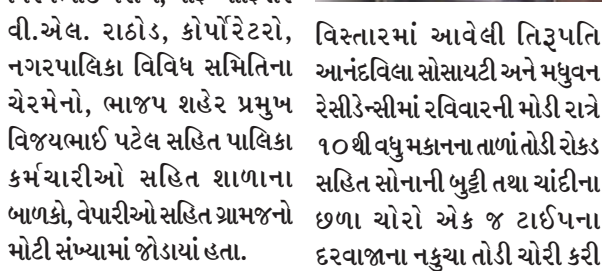 વી.એલ. રાઠોડ, કોર્પોરેટરો,
નગરપાલિકા વિવિધ સમિતિના
ચેરમેનો, ભાજપ શહેર પ્રમુખ
વિજયભાઈ પટેલ સહિત પાલિકા
કર્મચારીઓ સહિત શાળાના
બાળકો, વેપારીઓ સહિત ગ્રામજનો
મોટી સંખ્યામાં જોડાયાં હતા.
વિસ્તારમાં આવેલી તિરૂપતિ
આનંદવિલા સોસાયટી અને મધુવન
રેસીડેન્સીમાં રવિવારની મોડી રાત્રે
૧૦થી વધુ મકાનના તાળાં તોડી રોકડ
સહિત સોનાની બુટ્ટી તથા ચાંદીના
છળા ચોરો એક જ ટાઈપના
દરવાજાના નકુચા તોડી ચોરી કરી